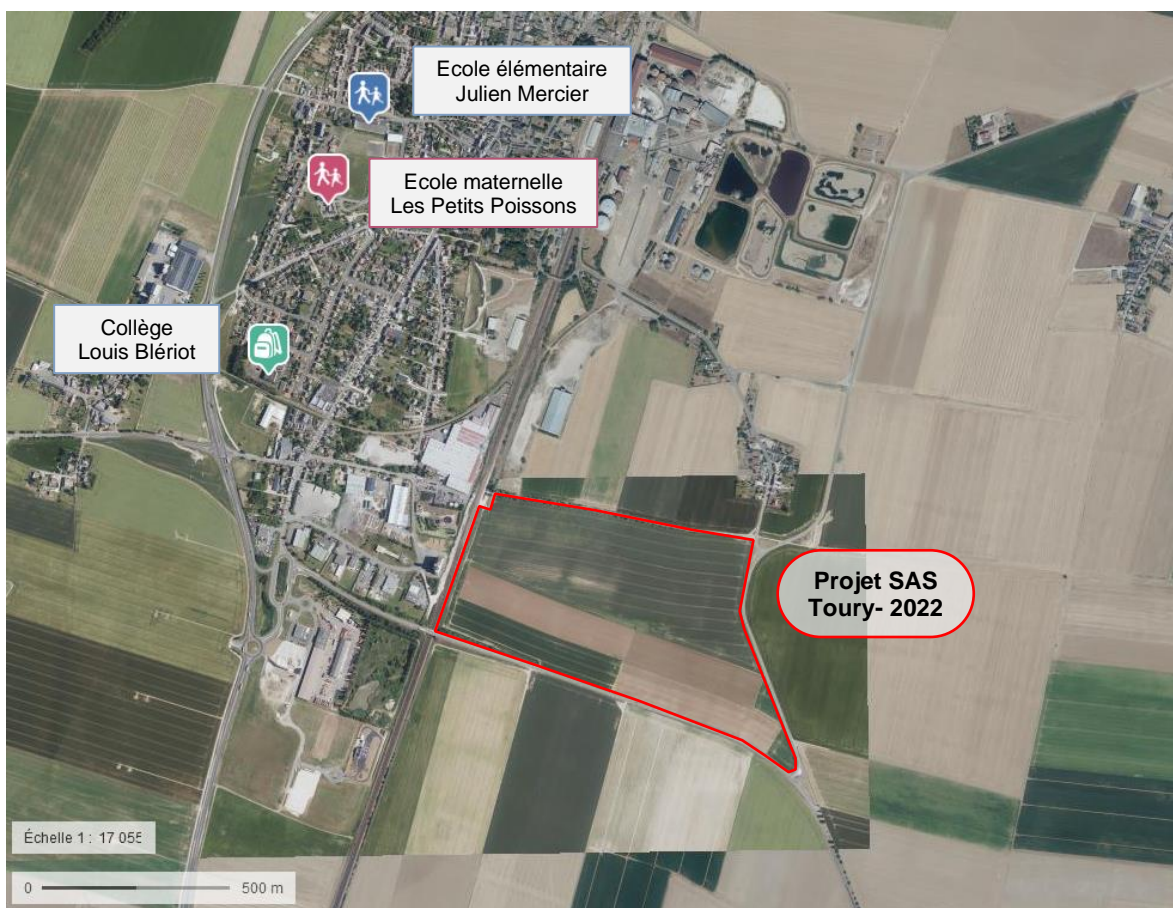 Ecole élémentaire
Julien Mercier
Ecole maternelle
Les Petits Poissons
Collège
Louis Blériot
Projet SAS
Toury- 2022
Échelle 1 : 17 055
0 500 m